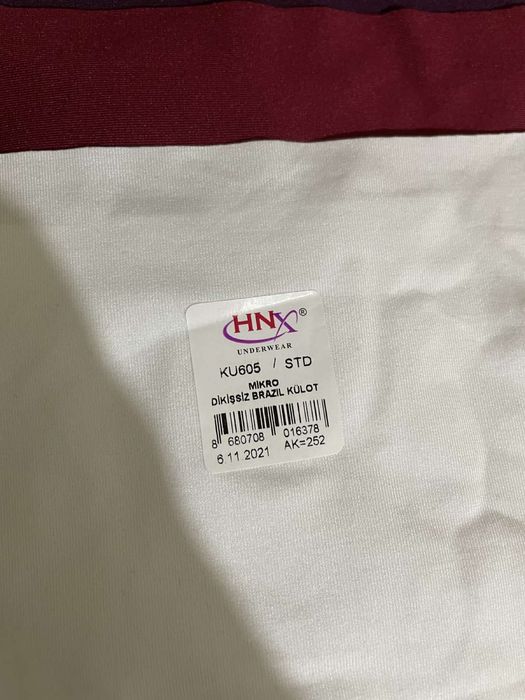 HNX®
UNDERWEAR
KU605 / STD
MİKRO
DİKİŞSİZ BRAZIL KÜLOT
8 680708 016378
6 11.2021 AK=252